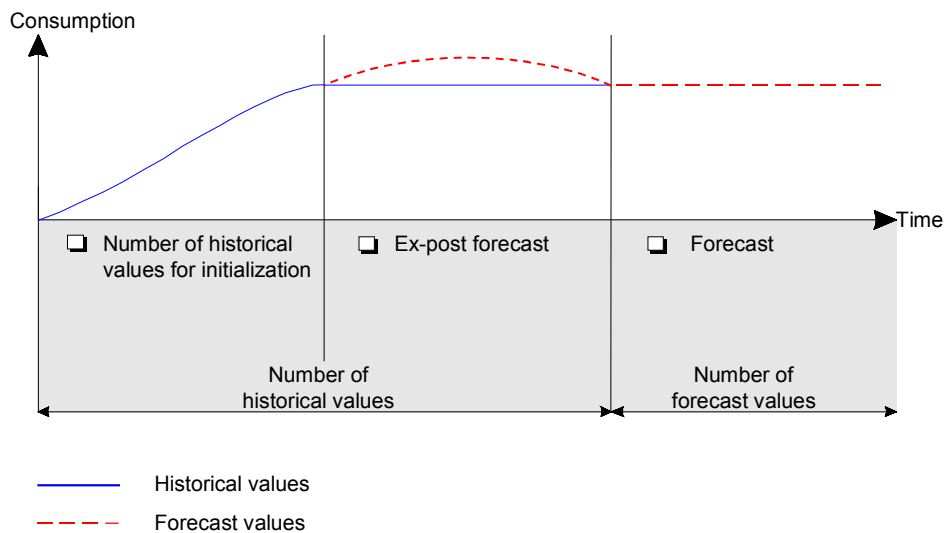 Consumption
Time
Number of historical
values for initialization
Ex-post forecast
Forecast
Number of
historical values
Number of
forecast values
Historical values
Forecast values